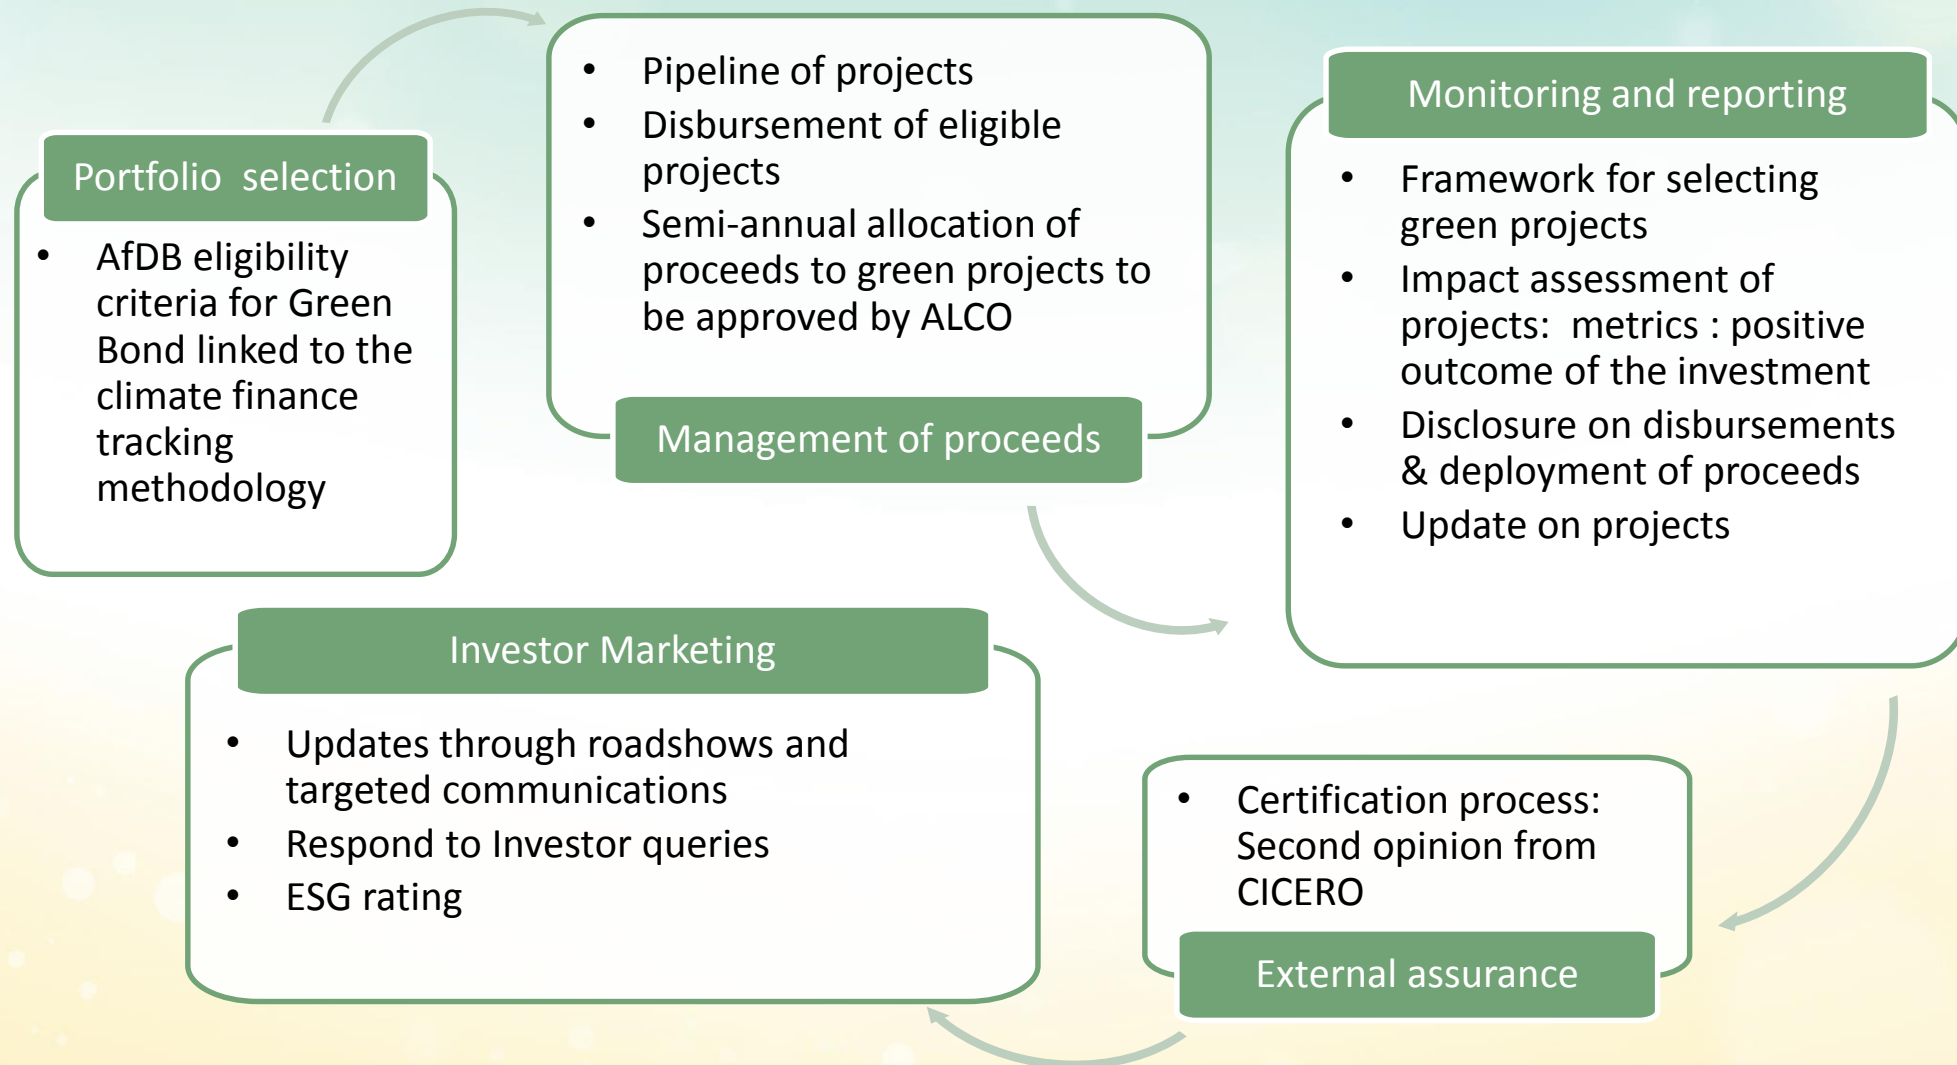 Portfolio  selection
• AfDB eligibility
criteria for Green
Bond linked to the
climate finance
tracking
methodology
• Pipeline of projects
• Disbursement of eligible
projects
• Semi-annual allocation of
proceeds to green projects to
be approved by ALCO
Management of proceeds
Monitoring and reporting
• Framework for selecting
green projects
• Impact assessment of
projects:  metrics : positive
outcome of the investment
• Disclosure on disbursements
& deployment of proceeds
• Update on projects
• Certification process:
Second opinion from
CICERO
External assurance
Investor Marketing
• Updates through roadshows and
targeted communications
• Respond to Investor queries
• ESG rating